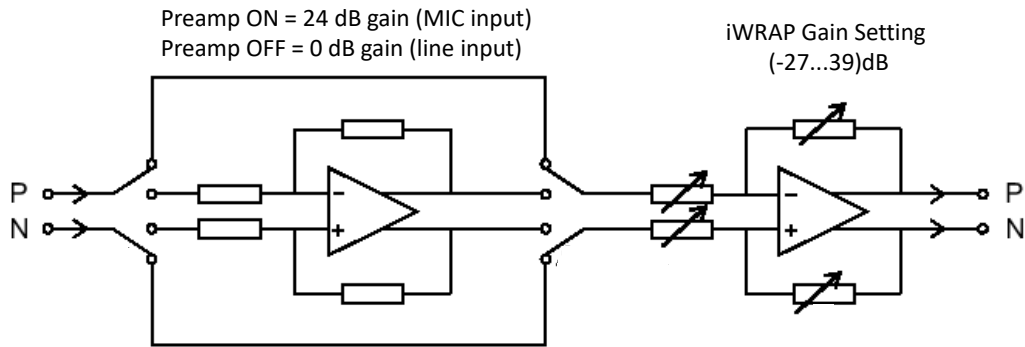 Preamp ON = 24 dB gain (MIC input)
Preamp OFF = 0 dB gain (line input)
iWRAP Gain Setting
(-27...39)dB
P
N
P
N